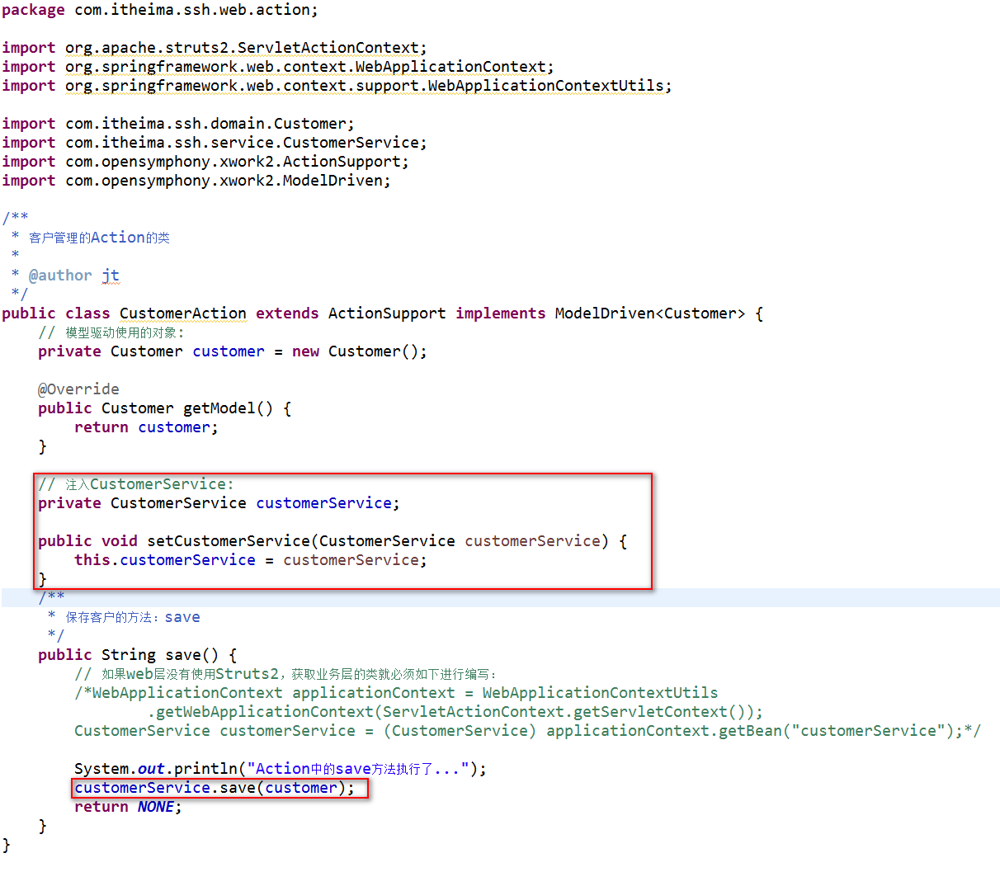 package com.itheima.ssh.web.action;
import org.apache.struts2.ServletActionContext;
import org.springframework.web.context.WebApplicationContext;
import org.springframework.web.context.support.WebApplicationContextUtils;
import com.itheima.ssh.domain.Customer;
import com.itheima.ssh.service.CustomerService;
import com.opensymphony.xwork2.ActionSupport;
import com.opensymphony.xwork2.ModelDriven;
/**
 * 客户管理的Action的类
 *
 * @author jt
 */
public class CustomerAction extends ActionSupport implements ModelDriven<Customer> {
    // 模型驱动使用的对象:
    private Customer customer = new Customer();
    @Override
    public Customer getModel() {
        return customer;
    }
    // 注入CustomerService:
    private CustomerService customerService;
    public void setCustomerService(CustomerService customerService) {
        this.customerService = customerService;
    }
    /**
     * 保存客户的方法：save
     */
    public String save() {
        // 如果web层没有使用Struts2，获取业务层的类就必须如下进行编写：
        /*WebApplicationContext applicationContext = WebApplicationContextUtils
                .getWebApplicationContext(ServletActionContext.getServletContext());
        CustomerService customerService = (CustomerService) applicationContext.getBean("customerService");*/
        System.out.println("Action中的save方法执行了...");
        customerService.save(customer);
        return NONE;
    }
}